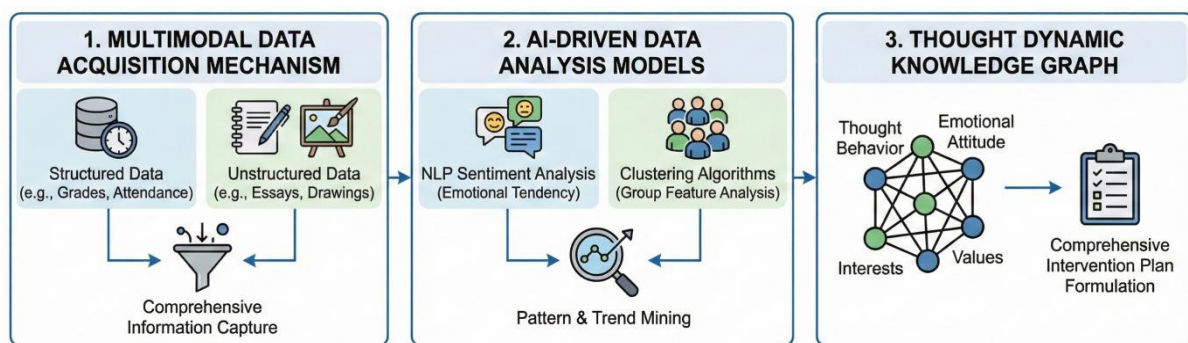 1. MULTIMODAL DATA
ACQUISITION MECHANISM
Structured Data
(e.g., Grades, Attendance)
Unstructured Data
(e.g., Essays, Drawings)
Comprehensive
Information Capture
2. AI-DRIVEN DATA
ANALYSIS MODELS
NLP Sentiment Analysis
(Emotional Tendency)
Clustering Algorithms
(Group Feature Analysis)
Pattern & Trend Mining
3. THOUGHT DYNAMIC
KNOWLEDGE GRAPH
Thought
Behavior
Emotional
Attitude
Interests
Values
Comprehensive
Intervention Plan
Formulation